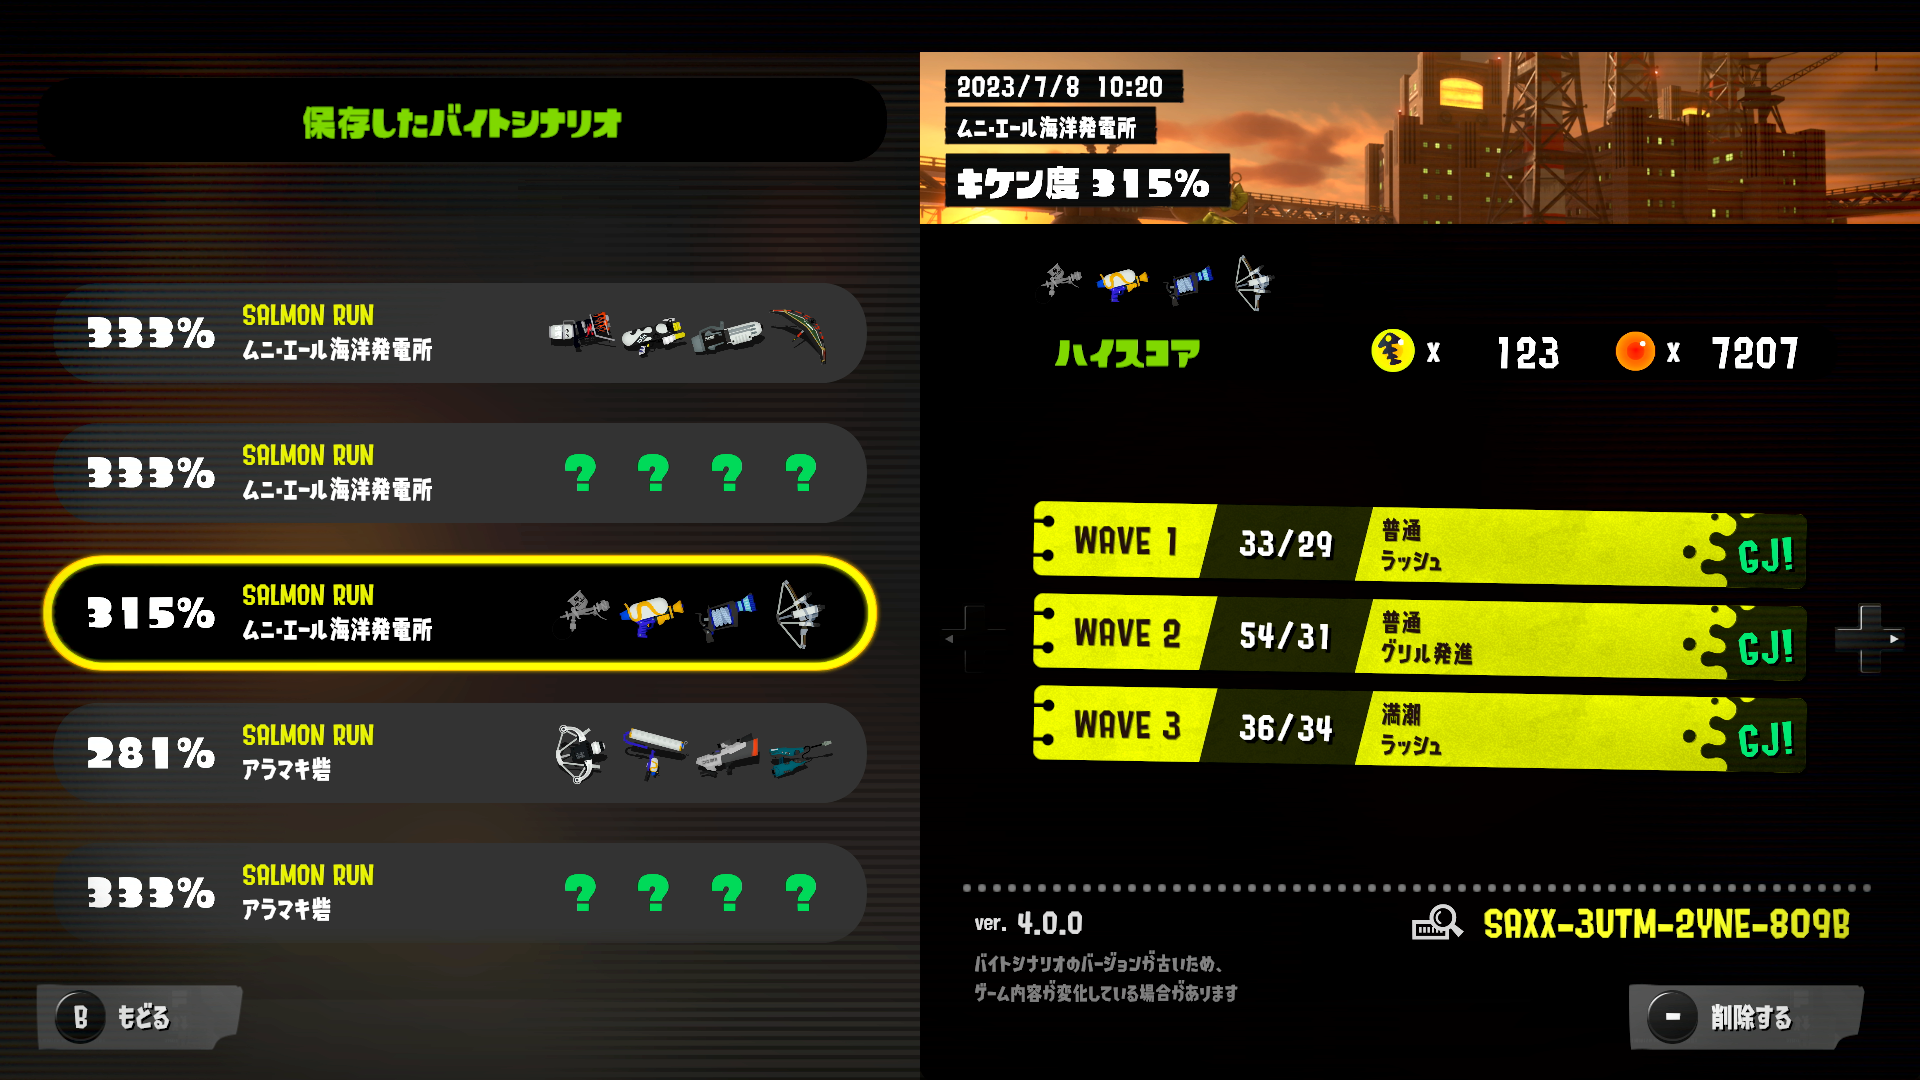 保存したバイトシナリオ
333%
SALMON RUN
ムニ・エール海洋発電所
333%
SALMON RUN
ムニ・エール海洋発電所
? ? ? ?
315%
SALMON RUN
ムニ・エール海洋発電所
281%
SALMON RUN
アラマキ砦
333%
SALMON RUN
アラマキ砦
? ? ? ?
B もどる
2023/7/8 10:20
ムニ・エール海洋発電所
キケン度 315%
ハイスコア x 123 x 7207
WAVE 1 33/29 普通 ラッシュ GJ!
WAVE 2 54/31 普通 グリル発進 GJ!
WAVE 3 36/34 満潮 ラッシュ GJ!
ver. 4.0.0
SAXX-3UTM-2YNE-809B
バイトシナリオのバージョンが古いため、
ゲーム内容が変化している場合があります
- 削除する